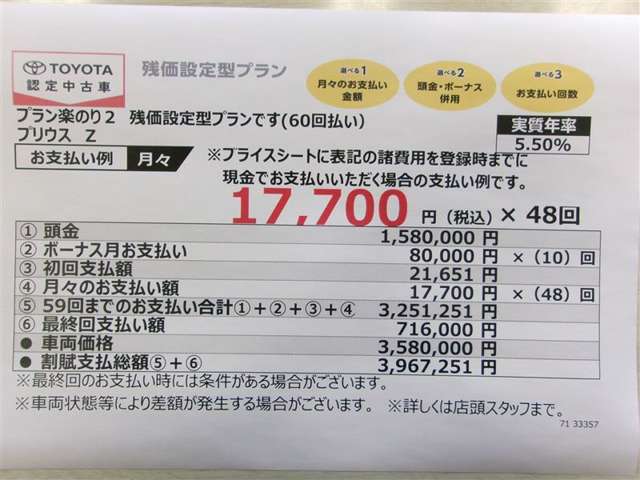 TOYOTA
認定中古車
残価設定型プラン
選べる1
月々のお支払い
金額
選べる2
頭金・ボーナス
併用
選べる3
お支払い回数
プラン楽のり2 残価設定型プランです(60回払い)
プリウス Z
実質年率
5.50%
お支払い例 月々
※プライスシートに表記の諸費用を登録時までに
現金でお支払いいただく場合の支払い例です。
17,700 円(税込) × 48回
① 頭金 1,580,000 円
② ボーナス月お支払い 80,000 円 ×(10)回
③ 初回支払額 21,651 円
④ 月々のお支払い額 17,700 円 ×(48)回
⑤ 59回までのお支払い合計①+②+③+④ 3,251,251 円
⑥ 最終回支払い額 716,000 円
● 車両価格 3,580,000 円
● 割賦支払総額⑤+⑥ 3,967,251 円
※最終回のお支払い時には条件がある場合がございます。
※車両状態等により差額が発生する場合がございます。 ※詳しくは店頭スタッフまで。
71 33357